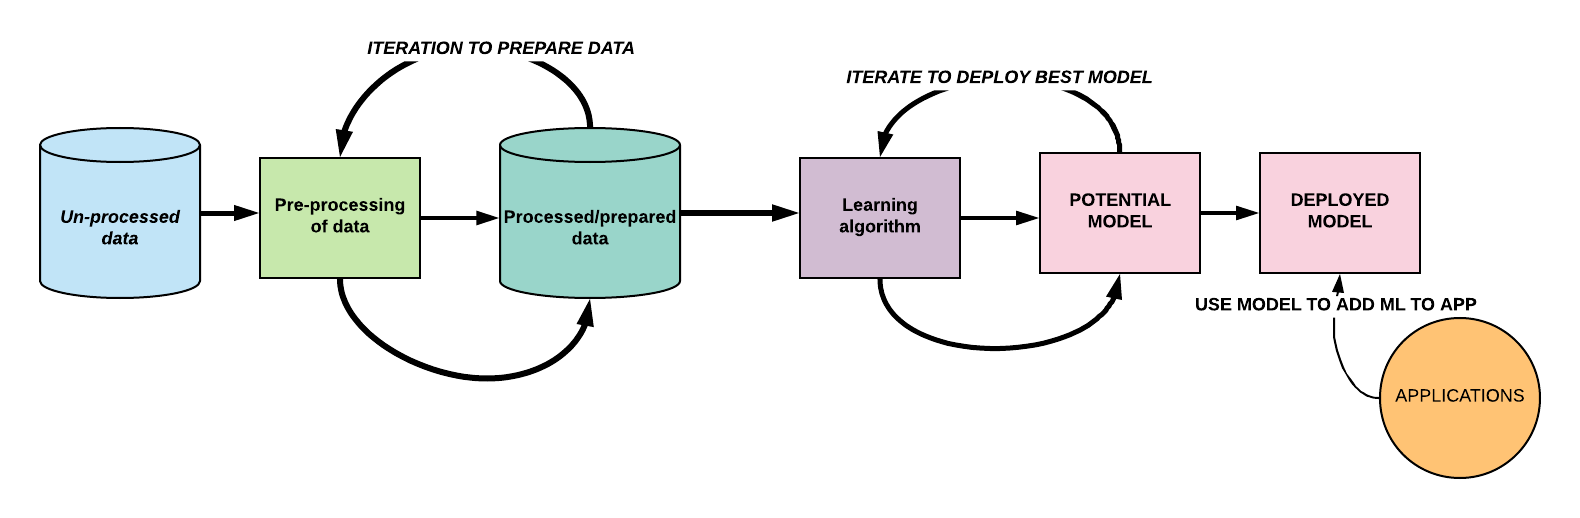 ITERATION TO PREPARE DATA
ITERATE TO DEPLOY BEST MODEL
Un-processed
data
Pre-processing
of data
Processed/prepared
data
Learning
algorithm
POTENTIAL
MODEL
DEPLOYED
MODEL
USE MODEL TO ADD ML TO APP
APPLICATIONS